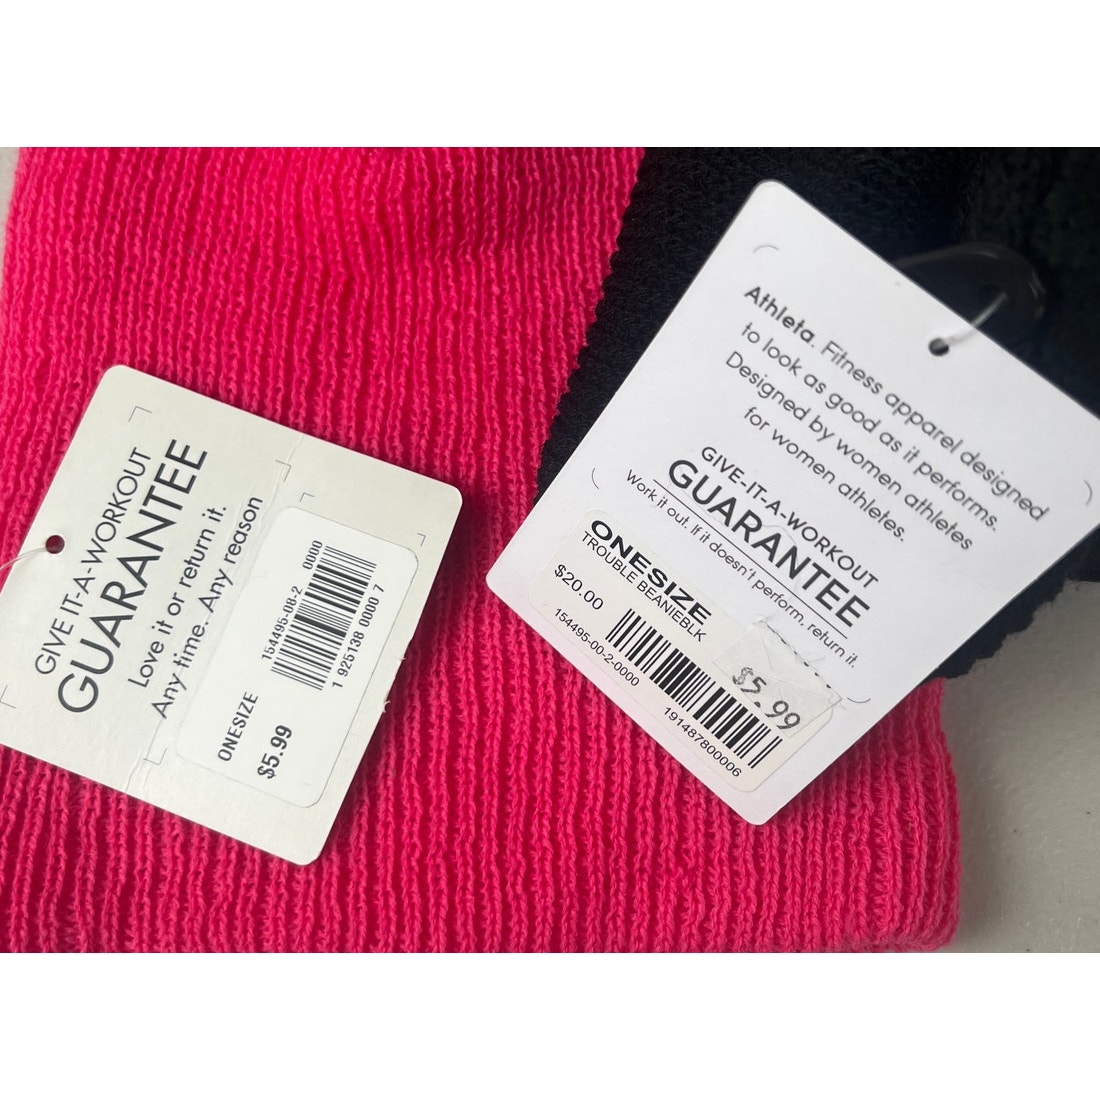 GIVE IT-A-WORKOUT
GUARANTEE
Love it or return it.
Any time. Any reason
154495-08-2 0000
1 925138 0000 7
ONESIZE
$5.99
Athleta. Fitness apparel designed
to look as good as it performs.
Designed by women athletes
for women athletes.
GIVE-IT-A-WORKOUT
GUARANTEE
Work it out. If it doesn't perform, return it.
ONESIZE
TROUBLE BEANIEBLK
$20.00
154495-00-2-0000
191487800006
$5.99